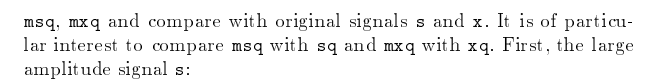 msq, mxq and compare with original signals s and x. It is of particu-
lar interest to compare msq with sq and mxq with xq. First, the large
amplitude signal s: